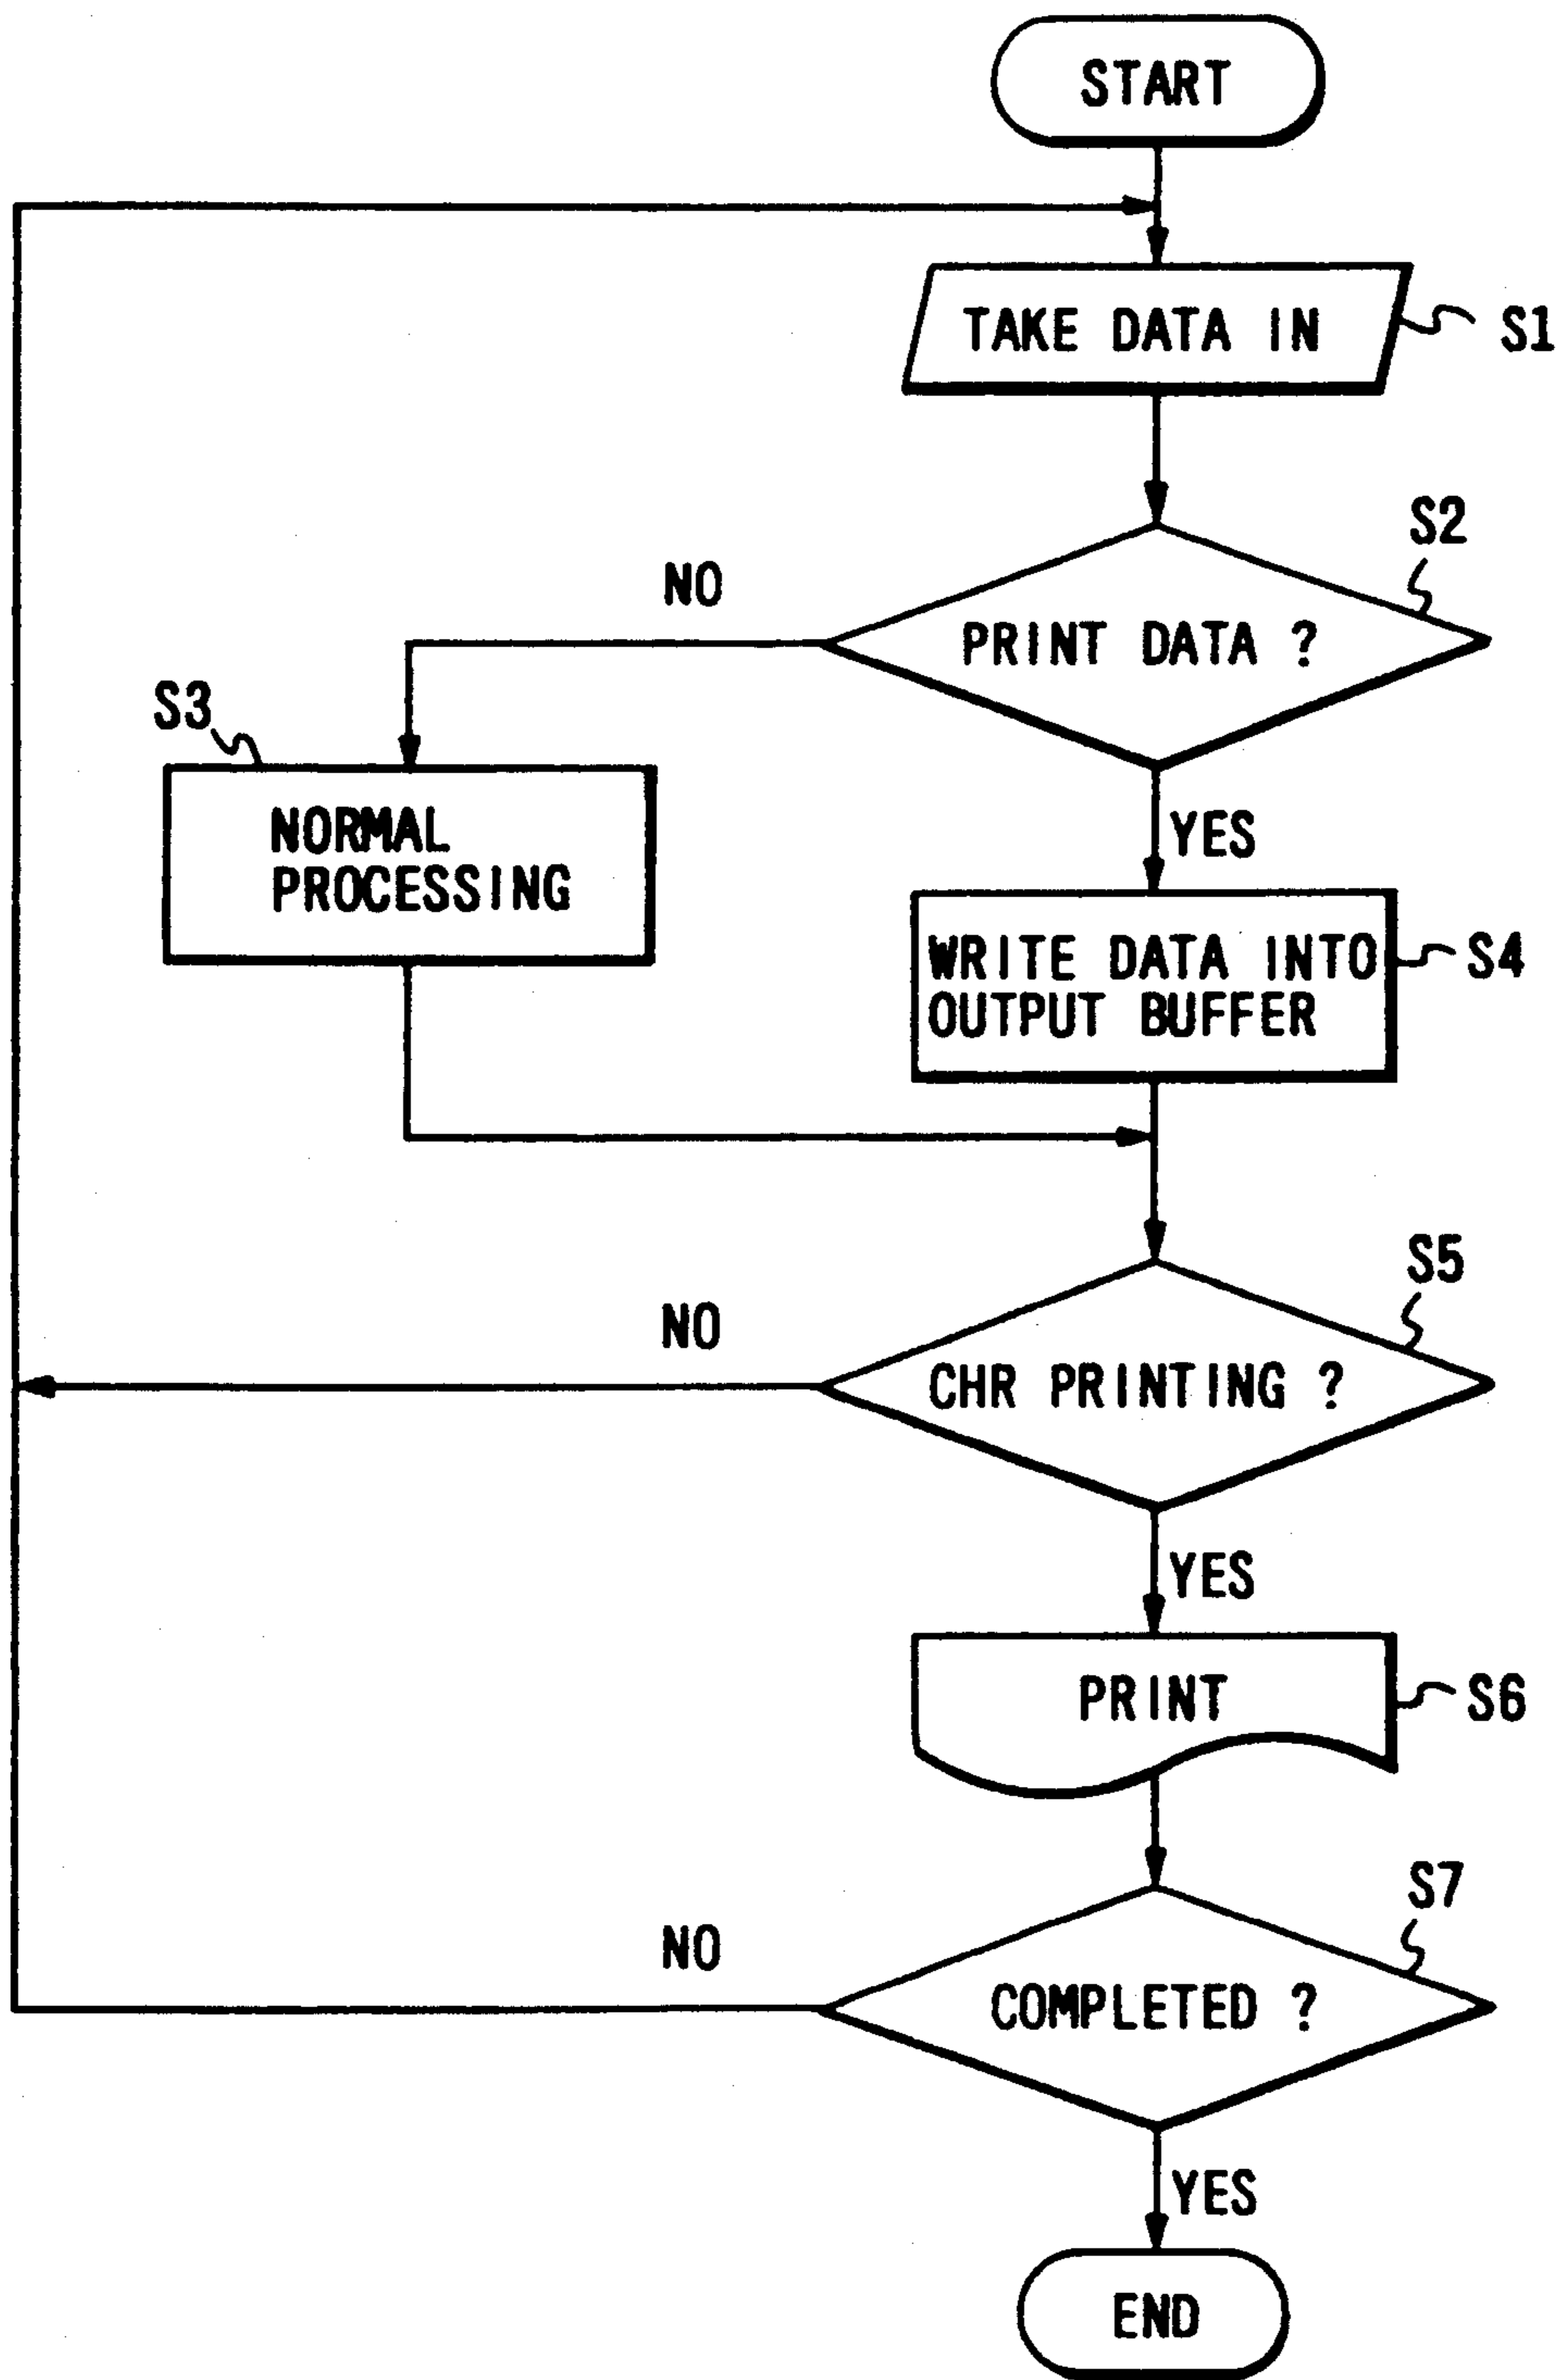 START
TAKE DATA IN
S1
S2
NO
PRINT DATA ?
S3
YES
NORMAL
PROCESSING
WRITE DATA INTO
OUTPUT BUFFER
S4
S5
NO
CHR PRINTING ?
YES
PRINT
S6
S7
NO
COMPLETED ?
YES
END